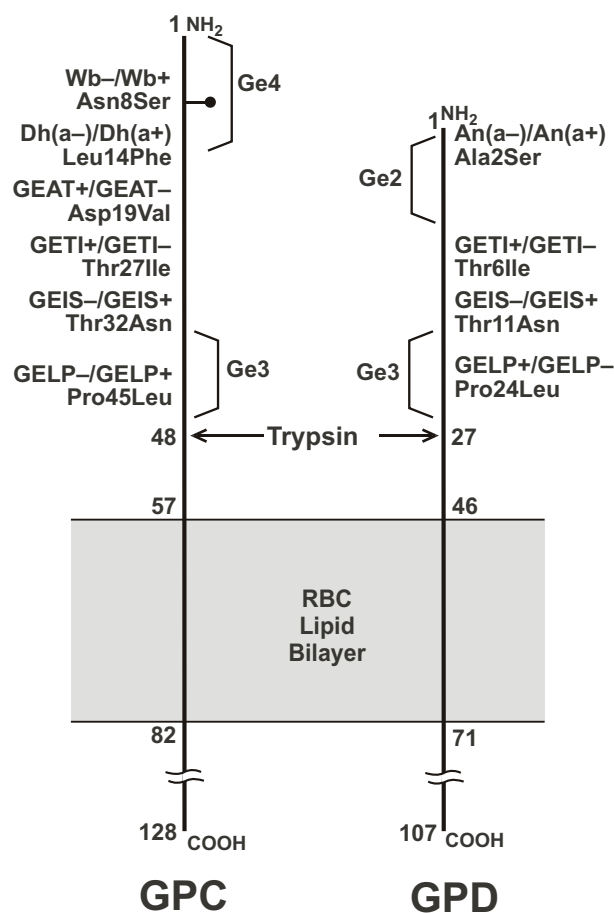 1 NH2
Wb–/Wb+
Asn8Ser
Ge4
Dh(a–)/Dh(a+)
Leu14Phe
GEAT+/GEAT–
Asp19Val
GETI+/GETI–
Thr27Ile
GEIS–/GEIS+
Thr32Asn
GELP–/GELP+
Pro45Leu
Ge3
48
57
82
128 COOH
GPC
1 NH2
An(a–)/An(a+)
Ala2Ser
Ge2
GETI+/GETI–
Thr6Ile
GEIS–/GEIS+
Thr11Asn
Ge3
GELP+/GELP–
Pro24Leu
Trypsin
27
46
RBC
Lipid
Bilayer
71
107 COOH
GPD